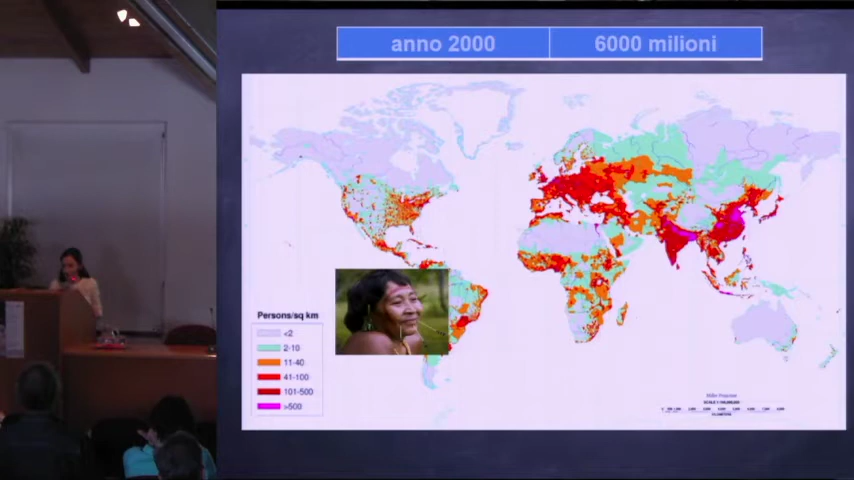 anno 2000
6000 milioni
Persons/sq km
<2
2-10
11-40
41-100
101-500
>500